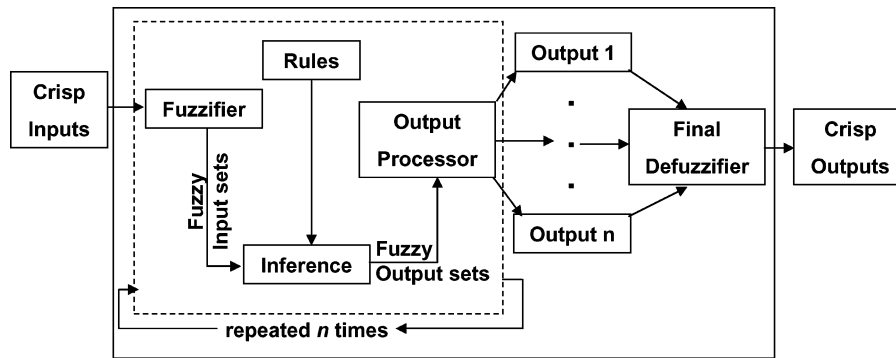 Crisp
Inputs
Fuzzifier
Rules
Fuzzy
Input sets
Inference
Fuzzy
Output sets
Output
Processor
Output 1
Output n
Final
Defuzzifier
Crisp
Outputs
repeated n times